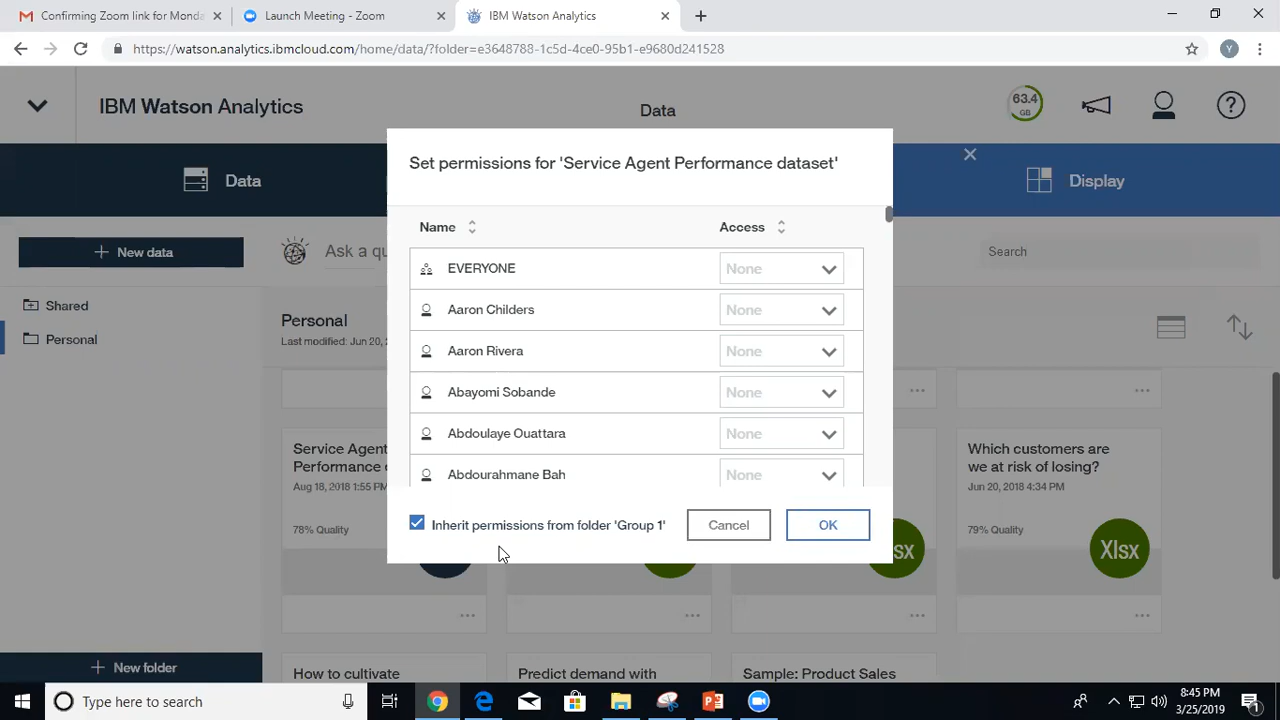 Confirming Zoom link for Monda
Launch Meeting - Zoom
IBM Watson Analytics
https://watson.analytics.ibmcloud.com/home/data/?folder=e3648788-1c5d-4ce0-95b1-e9680d241528
Y
IBM Watson Analytics
Data
63.4
GB
?
Data
Display
New data
Ask a qu
Search
Shared
Personal
Personal
Last modified: Jun 20, 2
Set permissions for 'Service Agent Performance dataset'
Name
Access
EVERYONE
None
Aaron Childers
None
Aaron Rivera
None
Abayomi Sobande
None
Abdoulaye Ouattara
None
Abdourahmane Bah
None
Inherit permissions from folder 'Group 1'
Cancel
OK
Service Agent
Performance d
Aug 18, 2018 1:55 PM
78% Quality
Which customers are
we at risk of losing?
Jun 20, 2018 4:34 PM
79% Quality
Xlsx
sx
How to cultivate
Predict demand with
Sample: Product Sales
New folder
Type here to search
8:45 PM
3/25/2019
1